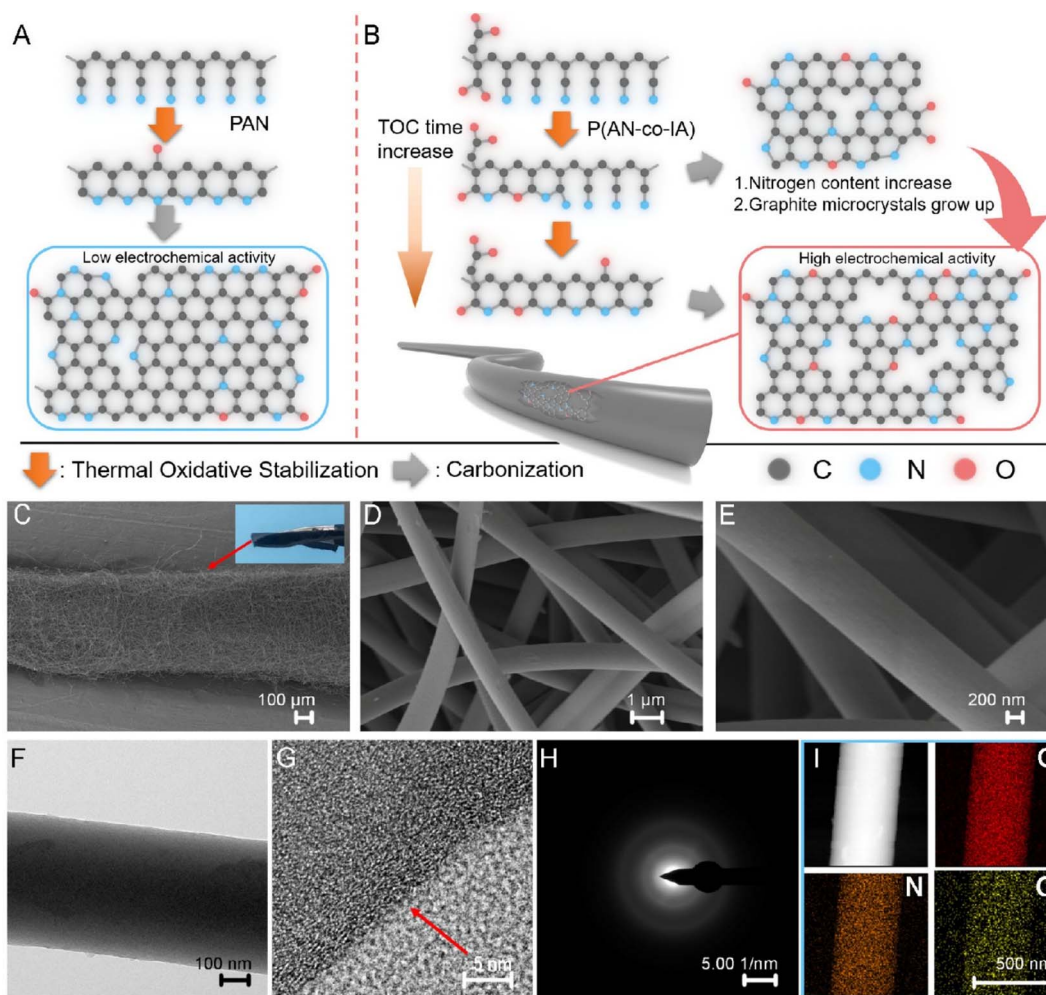 A
PAN
Low electrochemical activity
B
TOC time
increase
P(AN-co-IA)
1.Nitrogen content increase
2.Graphite microcrystals grow up
High electrochemical activity
: Thermal Oxidative Stabilization
: Carbonization
C
N
O
C
100 µm
D
1 µm
E
200 nm
F
100 nm
G
5 nm
H
5.00 1/nm
I
N
500 nm